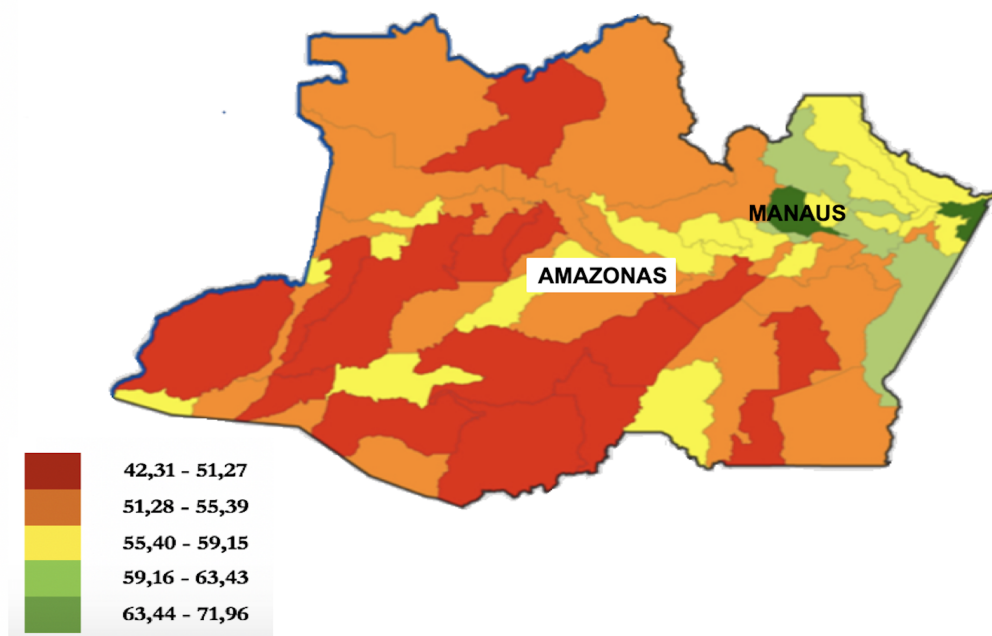 MANAUS
AMAZONAS
42,31 - 51,27
51,28 - 55,39
55,40 - 59,15
59,16 - 63,43
63,44 - 71,96